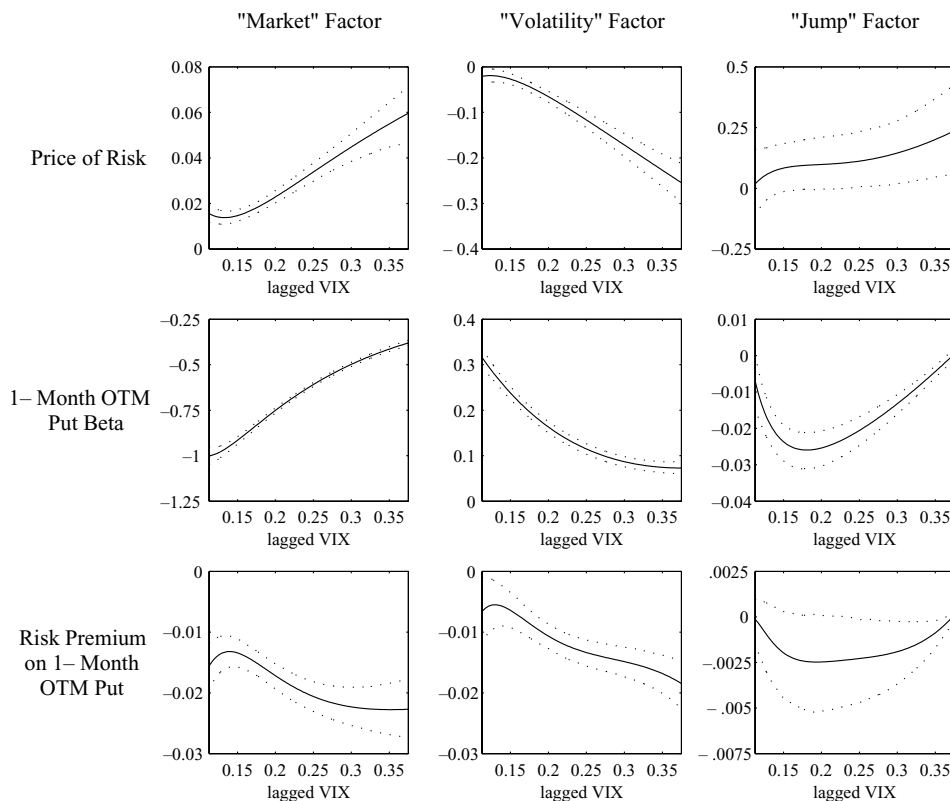 "Market" Factor
"Volatility" Factor
"Jump" Factor
Price of Risk
0.08
0.06
0.04
0.02
0
0.15 0.2 0.25 0.3 0.35
lagged VIX
0
−0.1
−0.2
− 0.3
− 0.4
0.15 0.2 0.25 0.3 0.35
lagged VIX
0.5
0.25
0
−0.25
0.15 0.2 0.25 0.3 0.35
lagged VIX
1– Month OTM
Put Beta
−0.25
−0.5
−0.75
−1
−1.25
0.15 0.2 0.25 0.3 0.35
lagged VIX
0.4
0.3
0.2
0.1
0
0.15 0.2 0.25 0.3 0.35
lagged VIX
0.01
0
−0.01
−0.02
−0.03
−0.04
0.15 0.2 0.25 0.3 0.35
lagged VIX
Risk Premium
on 1– Month
OTM Put
0
−0.01
−0.02
−0.03
0.15 0.2 0.25 0.3 0.35
lagged VIX
0
−0.01
−0.02
−0.03
0.15 0.2 0.25 0.3 0.35
lagged VIX
.0025
0
−.0025
− .005
− .0075
0.15 0.2 0.25 0.3 0.35
lagged VIX